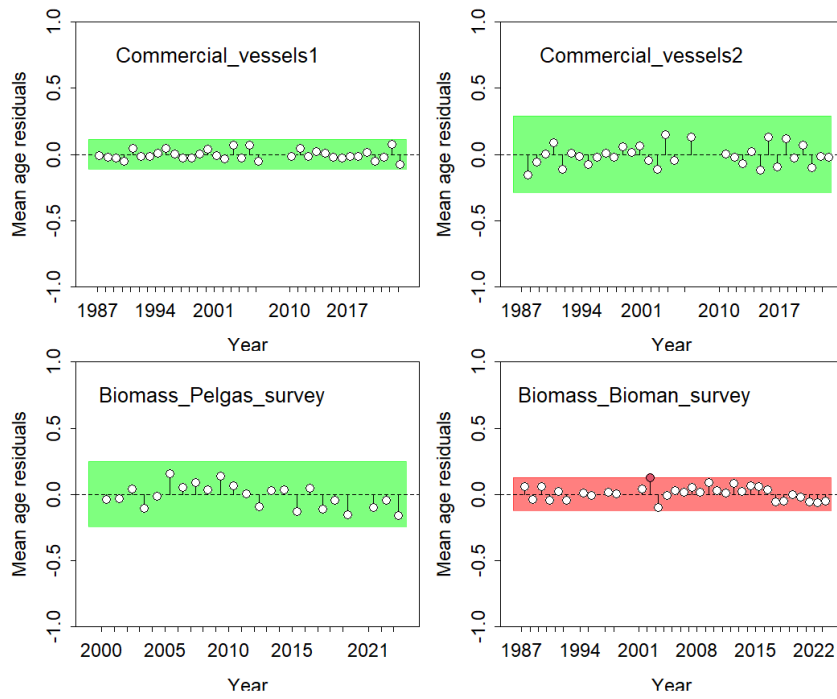 Commercial_vessels1
Mean age residuals
1.0
0.5
0.0
-0.5
-1.0
1987 1994 2001 2010 2017
Year
Commercial_vessels2
Mean age residuals
1.0
0.5
0.0
-0.5
-1.0
1987 1994 2001 2010 2017
Year
Biomass_Pelgas_survey
Mean age residuals
1.0
0.5
0.0
-0.5
-1.0
2000 2005 2010 2015 2021
Year
Biomass_Bioman_survey
Mean age residuals
1.0
0.5
0.0
-0.5
-1.0
1987 1994 2001 2008 2015 2022
Year